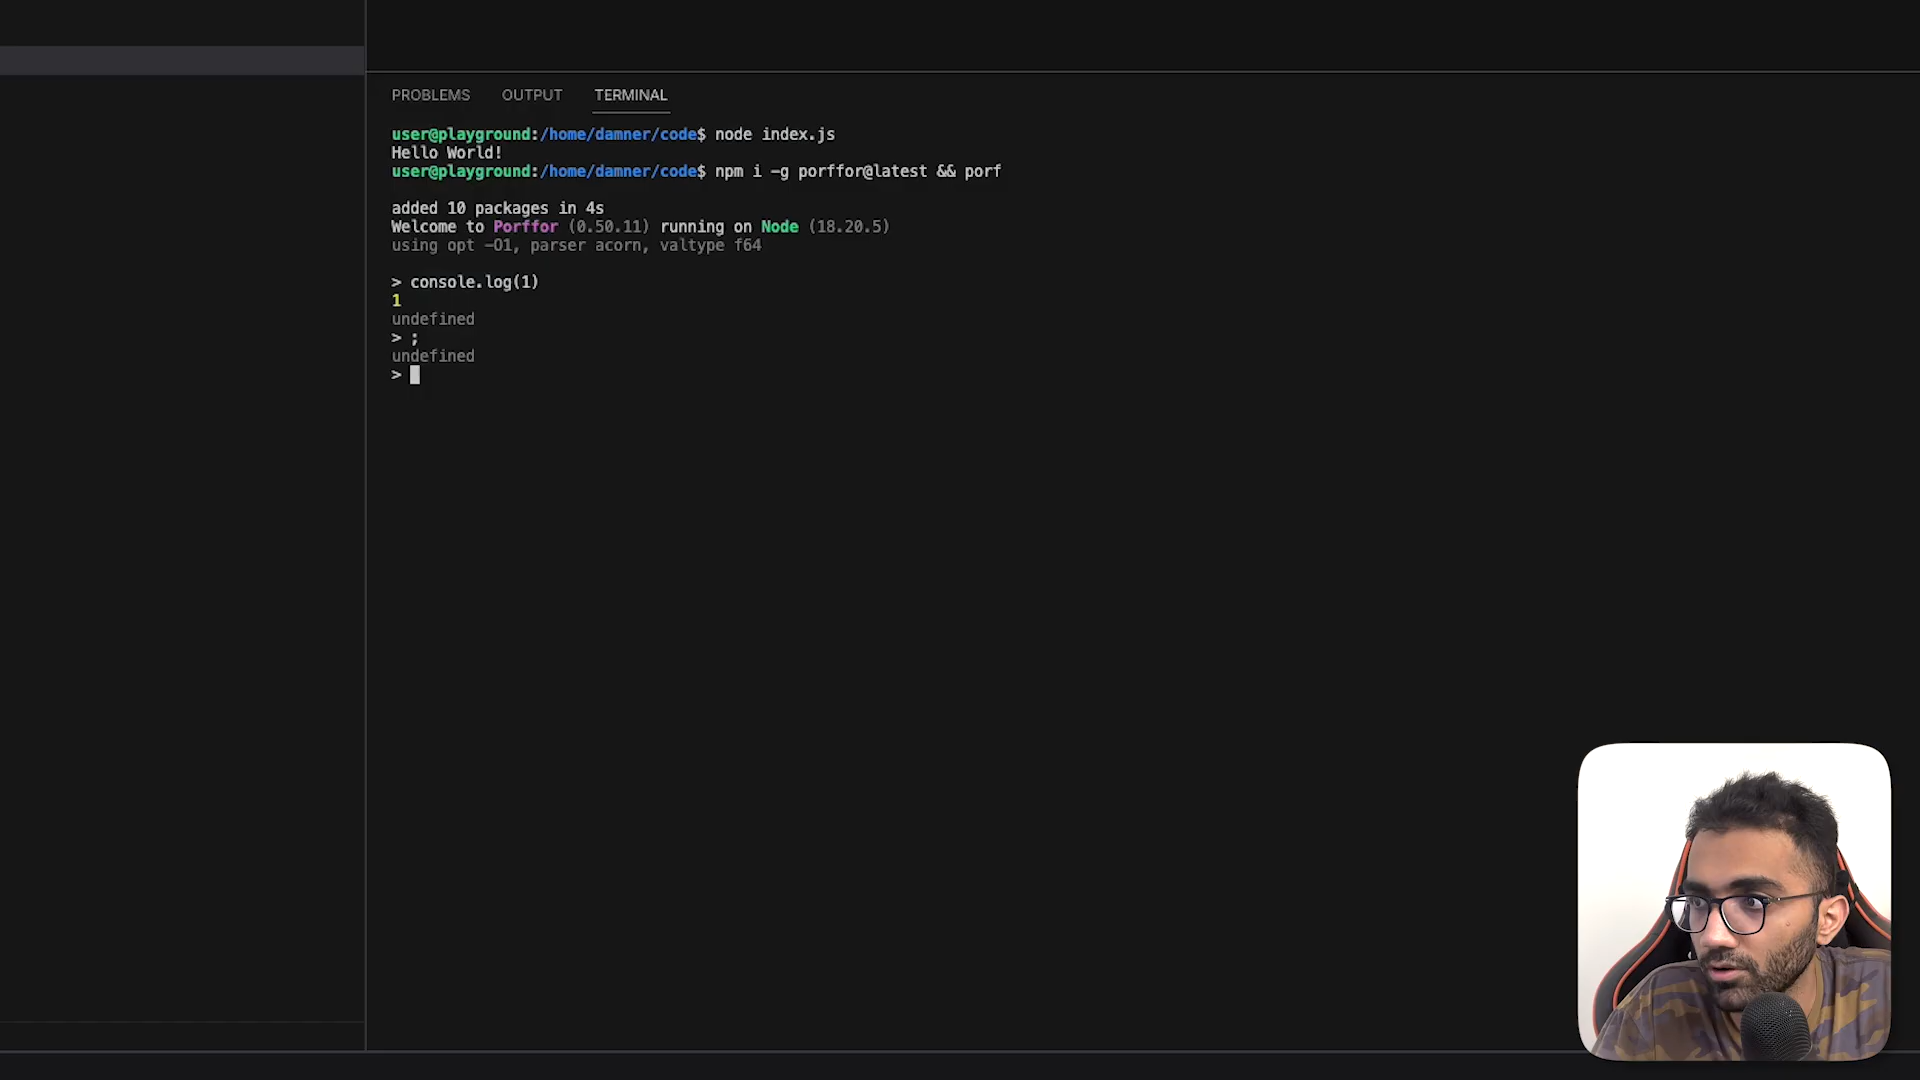 PROBLEMS OUTPUT TERMINAL
user@playground:/home/damner/code$ node index.js
Hello World!
user@playground:/home/damner/code$ npm i -g porffor@latest && porf
added 10 packages in 4s
Welcome to Porffor (0.50.11) running on Node (18.20.5)
using opt -O1, parser acorn, valtype f64
> console.log(1)
1
undefined
> ;
undefined
>